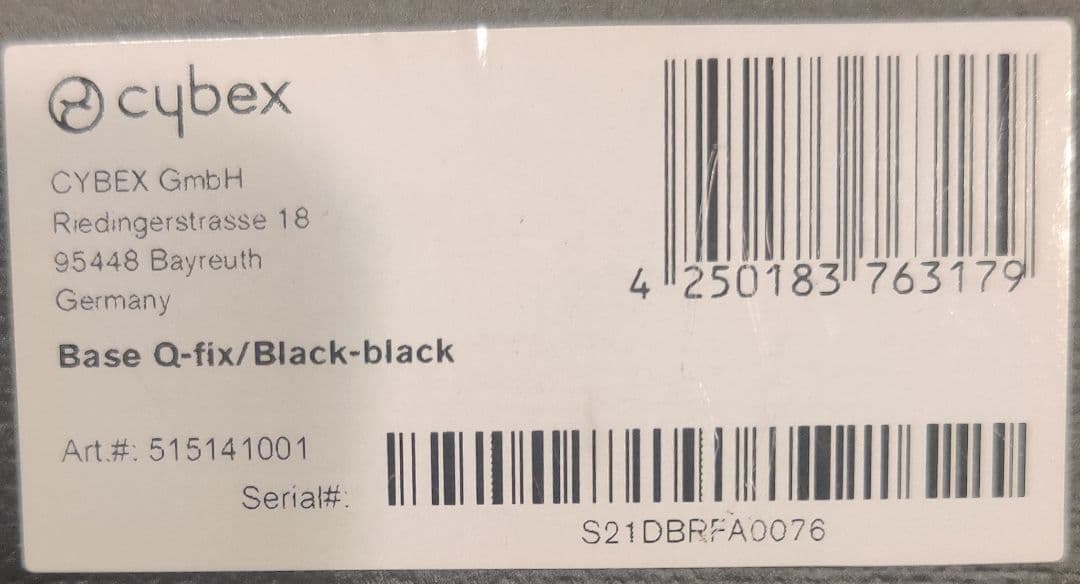 cybex
CYBEX GmbH
Riedingerstrasse 18
95448 Bayreuth
Germany
4 250183 763179
Base Q-fix/Black-black
Art.#: 515141001
Serial#:
S21DBRFA0076